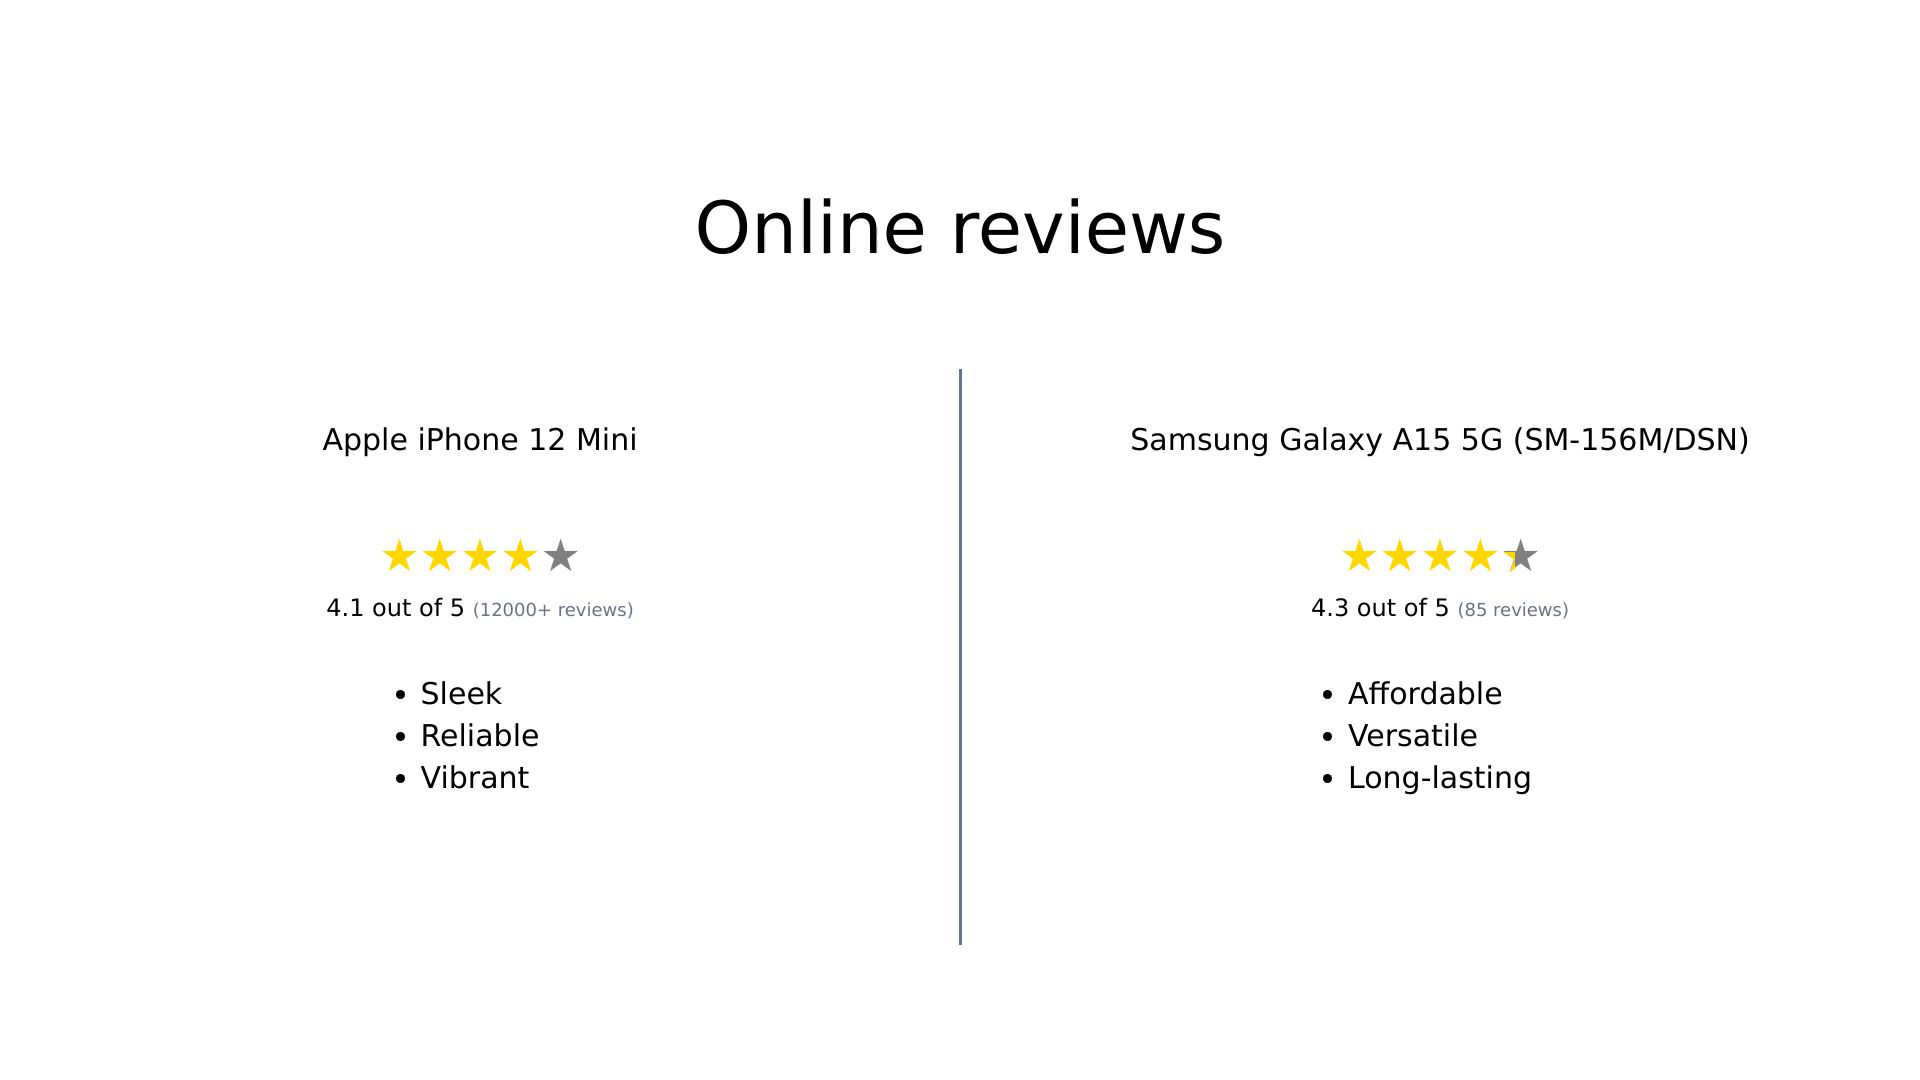 Online reviews
Apple iPhone 12 Mini
4.1 out of 5 (12000+ reviews)
• Sleek
• Reliable
• Vibrant
Samsung Galaxy A15 5G (SM-156M/DSN)
4.3 out of 5 (85 reviews)
• Affordable
• Versatile
• Long-lasting